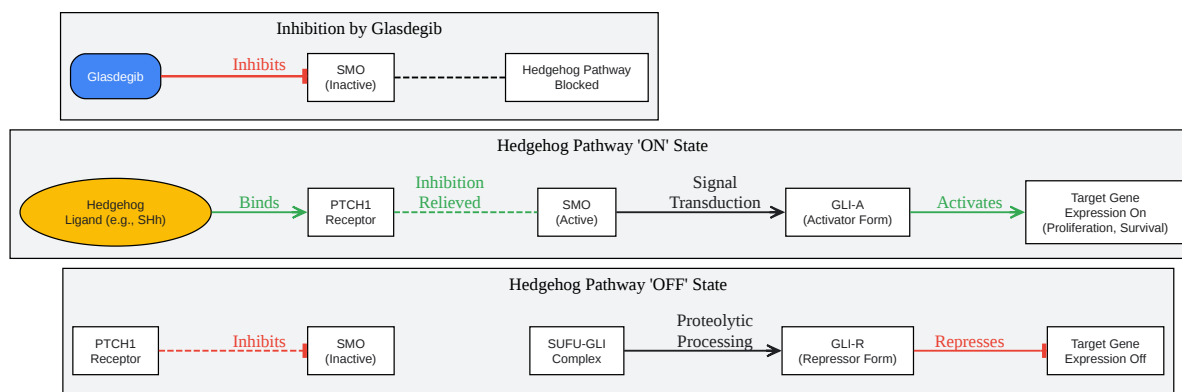 Inhibition by Glasdegib
Glasdegib
Inhibits
SMO
(Inactive)
Hedgehog Pathway
Blocked
Hedgehog Pathway 'ON' State
Hedgehog
Ligand (e.g., SHh)
Binds
PTCH1
Receptor
Inhibition
Relieved
SMO
(Active)
Signal
Transduction
GLI-A
(Activator Form)
Activates
Target Gene
Expression On
(Proliferation, Survival)
Hedgehog Pathway 'OFF' State
PTCH1
Receptor
Inhibits
SMO
(Inactive)
SUFU-GLI
Complex
Proteolytic
Processing
GLI-R
(Repressor Form)
Represses
Target Gene
Expression Off